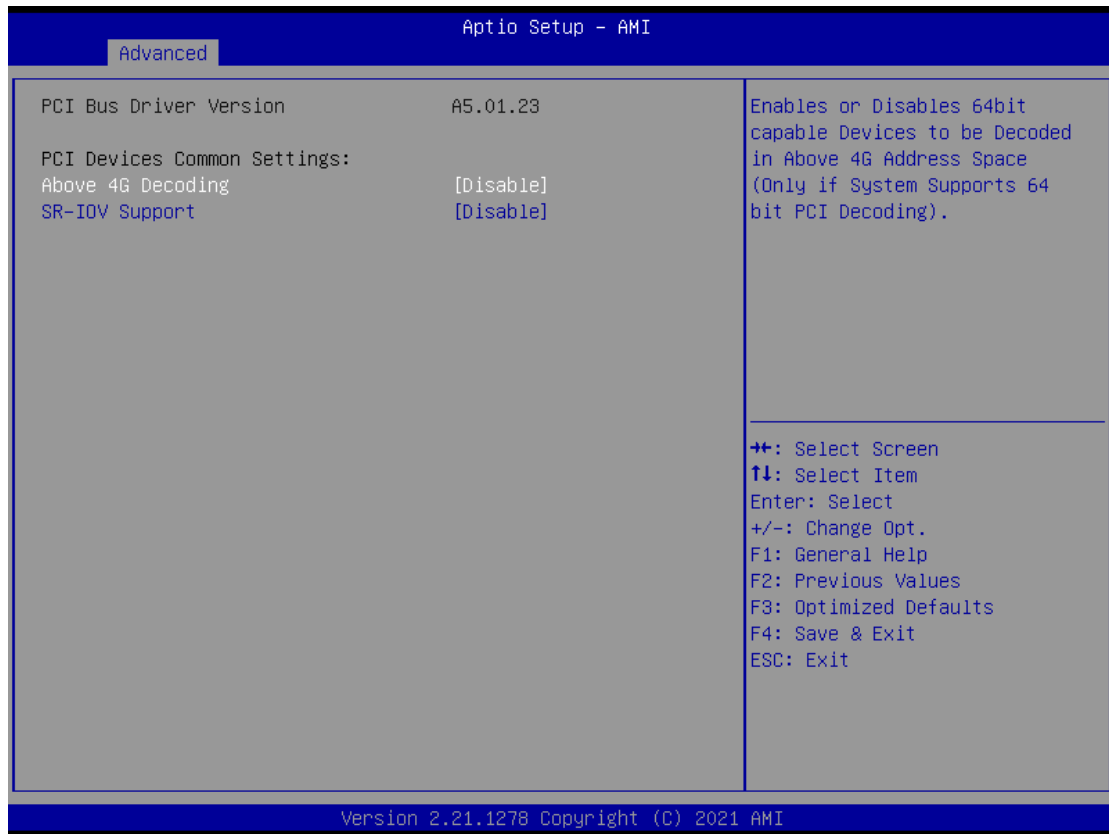 Aptio Setup – AMI
Advanced
PCI Bus Driver Version A5.01.23
PCI Devices Common Settings:
Above 4G Decoding [Disable]
SR-IOV Support [Disable]
Enables or Disables 64bit
capable Devices to be Decoded
in Above 4G Address Space
(Only if System Supports 64
bit PCI Decoding).
→←: Select Screen
↑↓: Select Item
Enter: Select
+/-: Change Opt.
F1: General Help
F2: Previous Values
F3: Optimized Defaults
F4: Save & Exit
ESC: Exit
Version 2.21.1278 Copyright (C) 2021 AMI